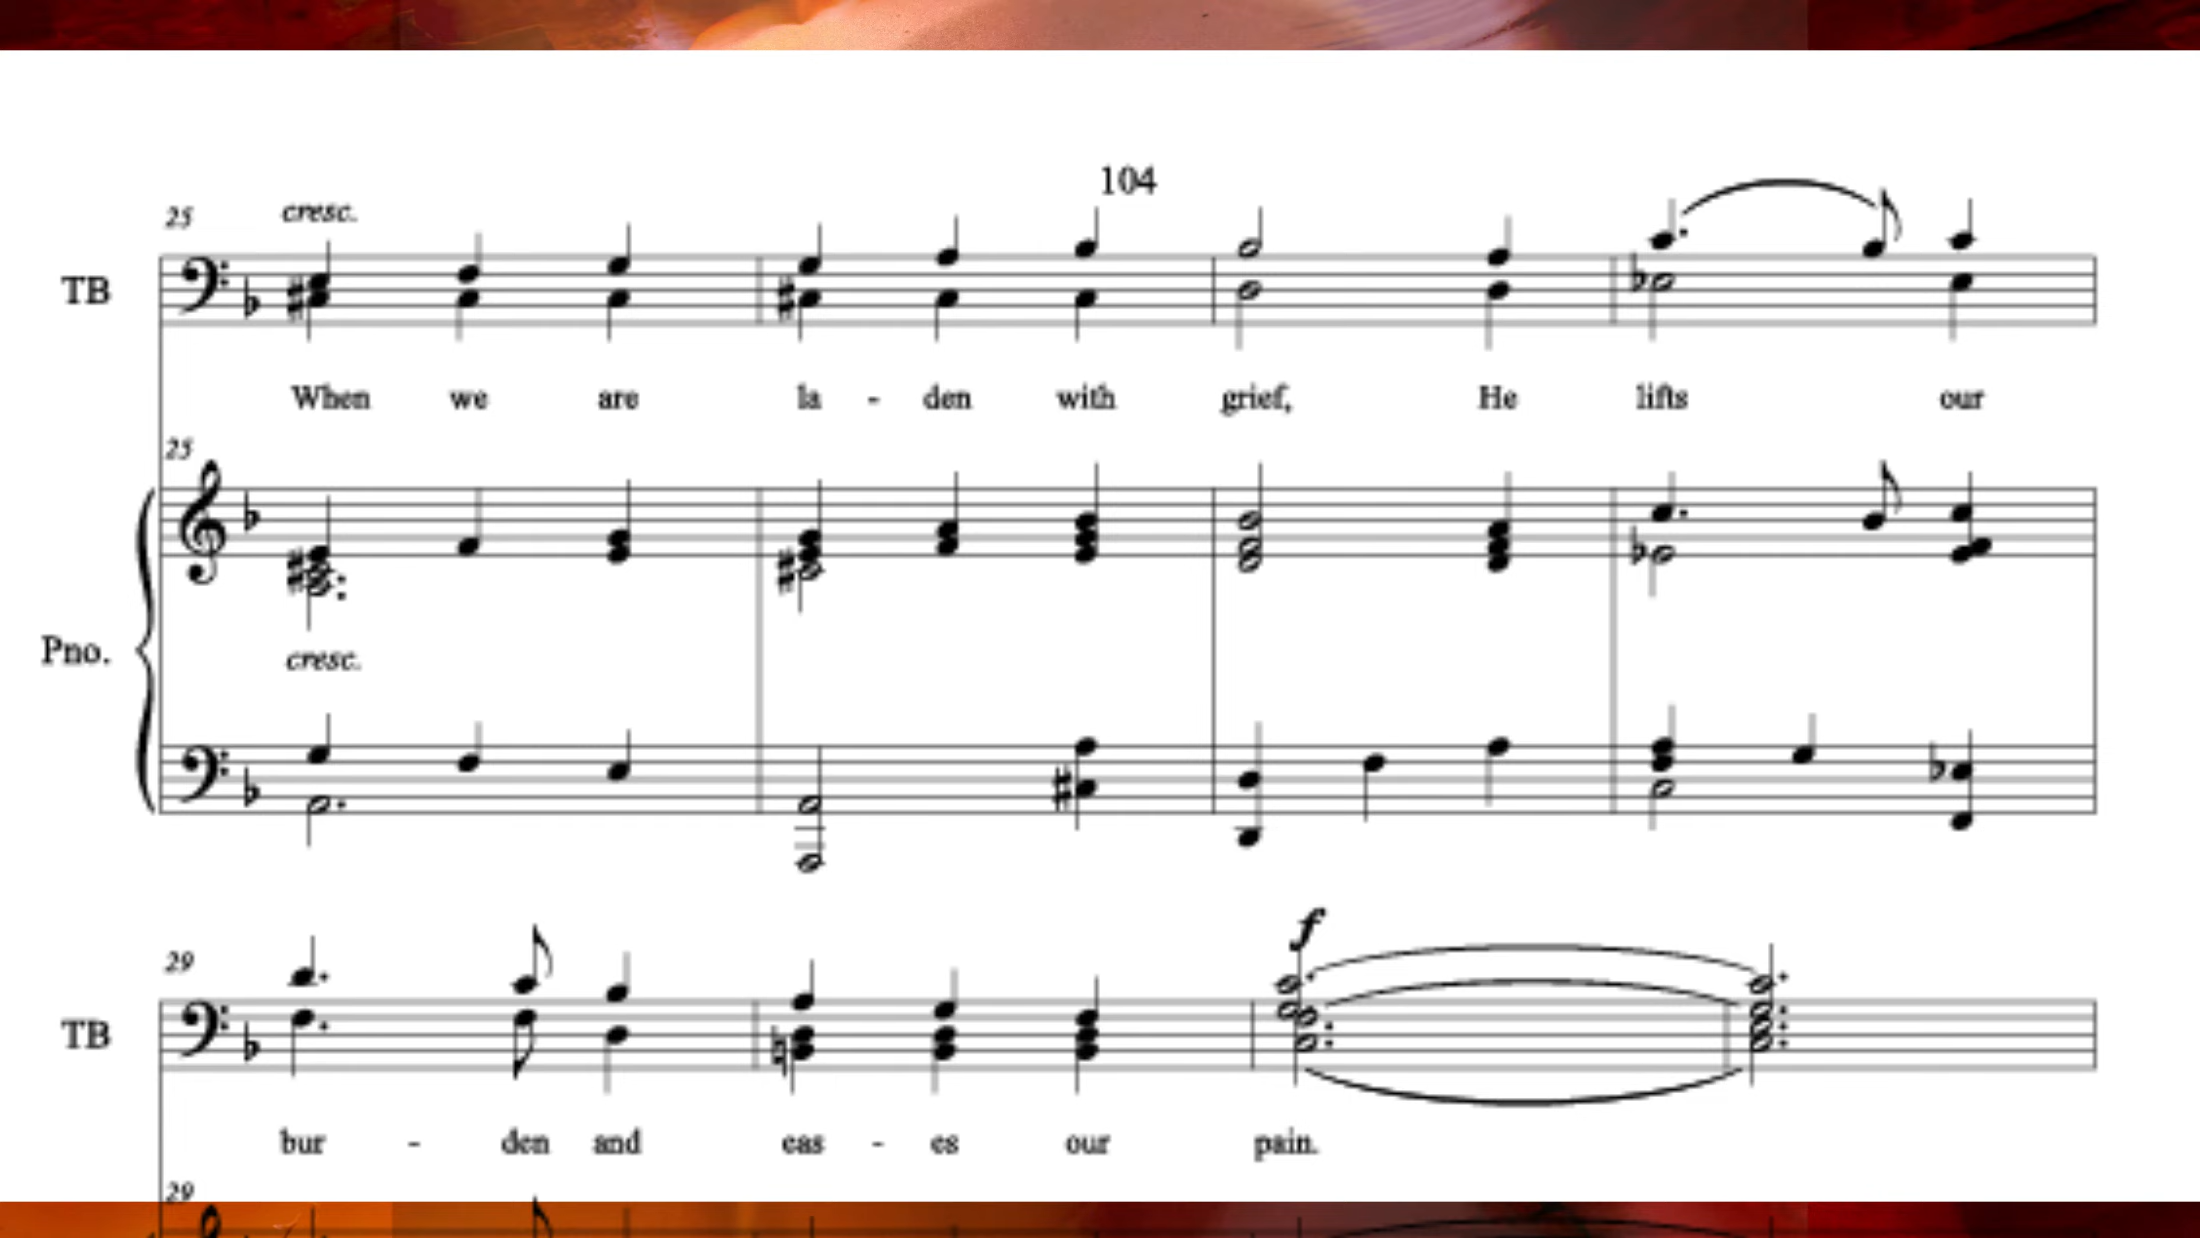 104
25
cresc.
TB
When we are la - den with grief, He lifts our
25
Pno.
cresc.
29
f
TB
bur - den and eas - es our pain.
29